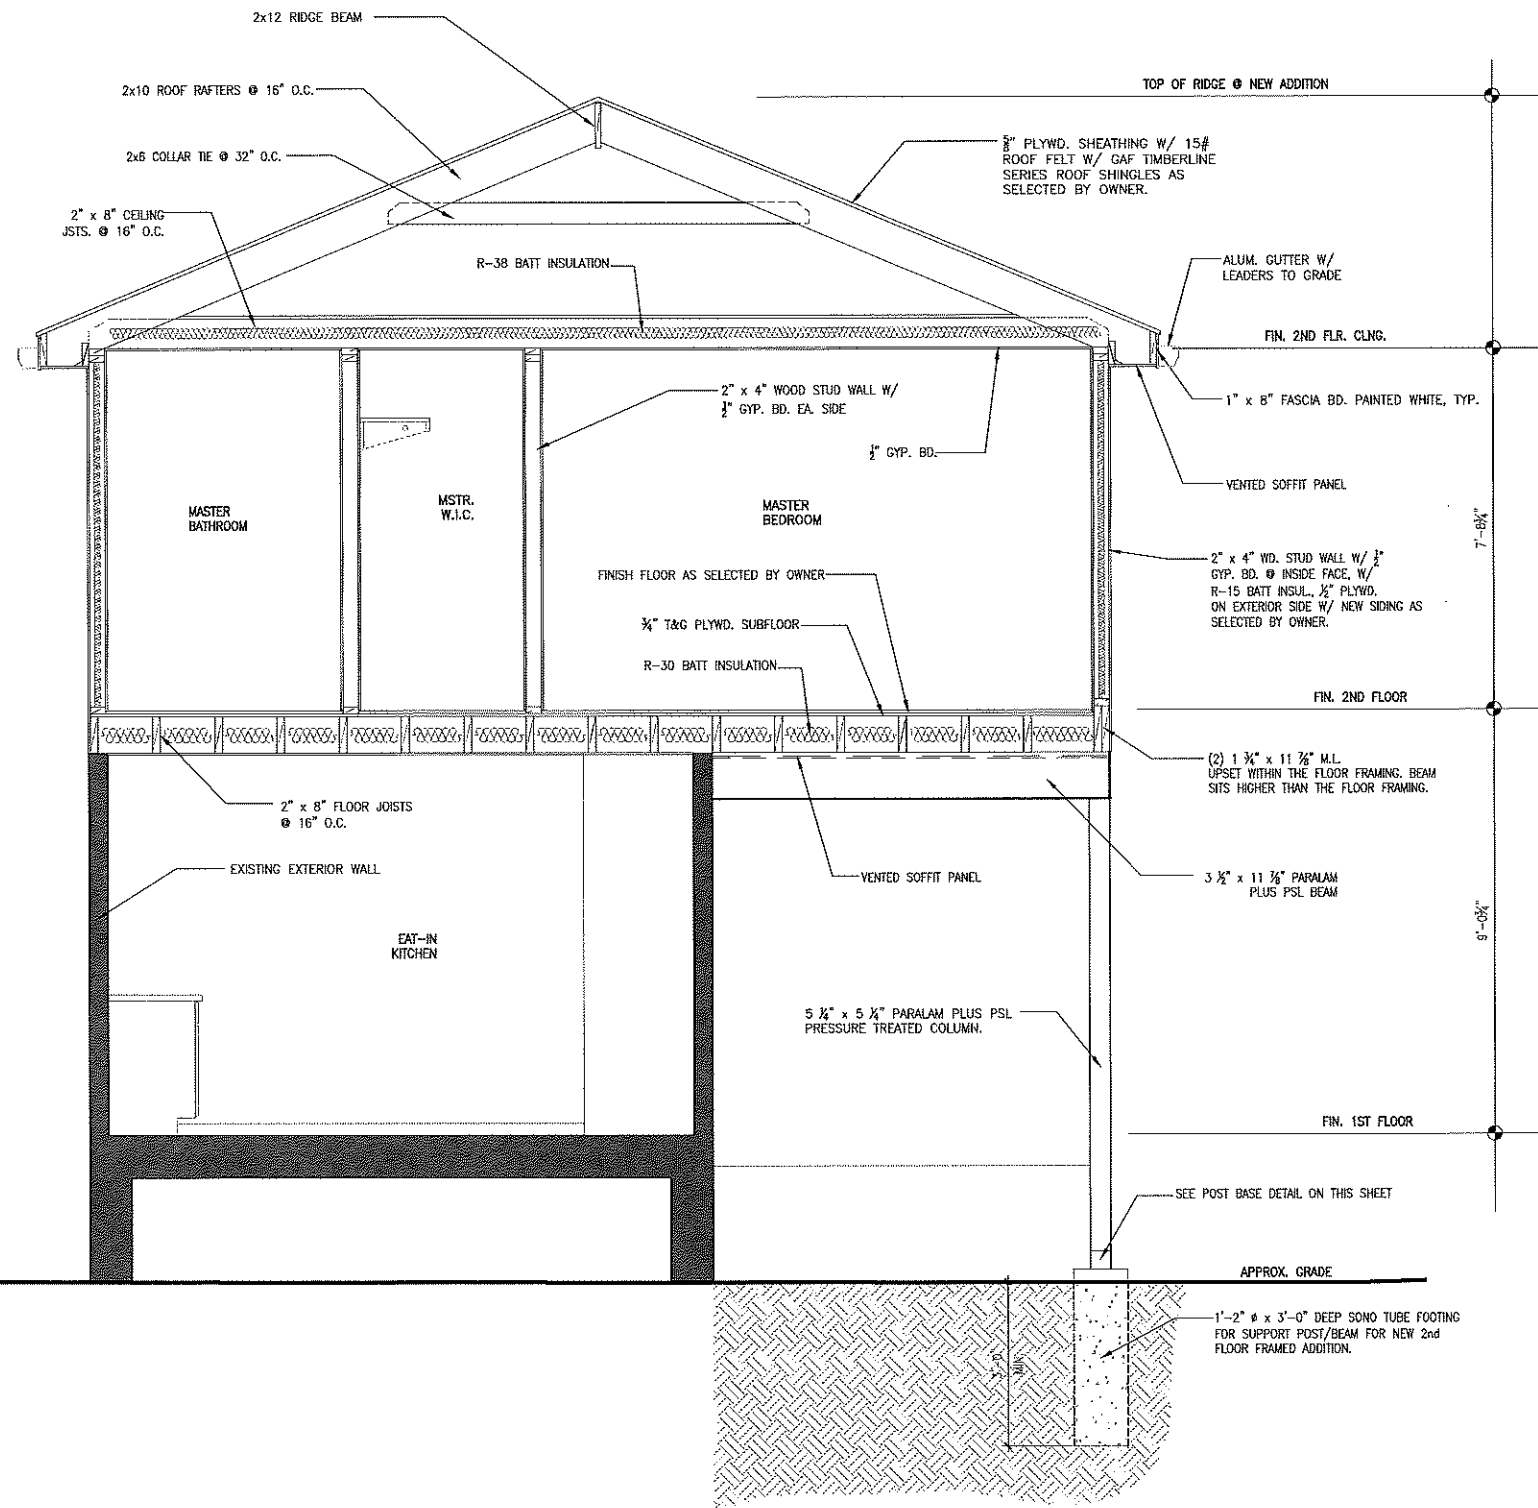 2x12 RIDGE BEAM
TOP OF RIDGE @ NEW ADDITION
2x10 ROOF RAFTERS @ 16" O.C.
5/8" PLYWD. SHEATHING W/ 15#
ROOF FELT W/ GAF TIMBERLINE
SERIES ROOF SHINGLES AS
SELECTED BY OWNER.
2x6 COLLAR TIE @ 32" O.C.
2" x 8" CEILING
JSTS. @ 16" O.C.
R-38 BATT INSULATION
ALUM. GUTTER W/
LEADERS TO GRADE
FIN. 2ND FLR. CLNG.
2" x 4" WOOD STUD WALL W/
1/2" GYP. BD. EA. SIDE
1" x 8" FASCIA BD. PAINTED WHITE, TYP.
1/2" GYP. BD.
VENTED SOFFIT PANEL
MASTER
BATHROOM
MSTR.
W.I.C.
MASTER
BEDROOM
7'-8¾"
2" x 4" WD. STUD WALL W/ 1/2"
GYP. BD. @ INSIDE FACE, W/
R-15 BATT INSUL., ½" PLYWD.
ON EXTERIOR SIDE W/ NEW SIDING AS
SELECTED BY OWNER.
FINISH FLOOR AS SELECTED BY OWNER
¾" T&G PLYWD. SUBFLOOR
R-30 BATT INSULATION
FIN. 2ND FLOOR
(2) 1 ¾" x 11 ⅞" M.L.
UPSET WITHIN THE FLOOR FRAMING. BEAM
SITS HIGHER THAN THE FLOOR FRAMING.
2" x 8" FLOOR JOISTS
@ 16" O.C.
EXISTING EXTERIOR WALL
VENTED SOFFIT PANEL
3 ½" x 11 ⅞" PARALAM
PLUS PSL BEAM
9'-0¾"
EAT-IN
KITCHEN
5 ¼" x 5 ¼" PARALAM PLUS PSL
PRESSURE TREATED COLUMN.
FIN. 1ST FLOOR
SEE POST BASE DETAIL ON THIS SHEET
APPROX. GRADE
1'-2" ø x 3'-0" DEEP SONO TUBE FOOTING
FOR SUPPORT POST/BEAM FOR NEW 2nd
FLOOR FRAMED ADDITION.
MIN.